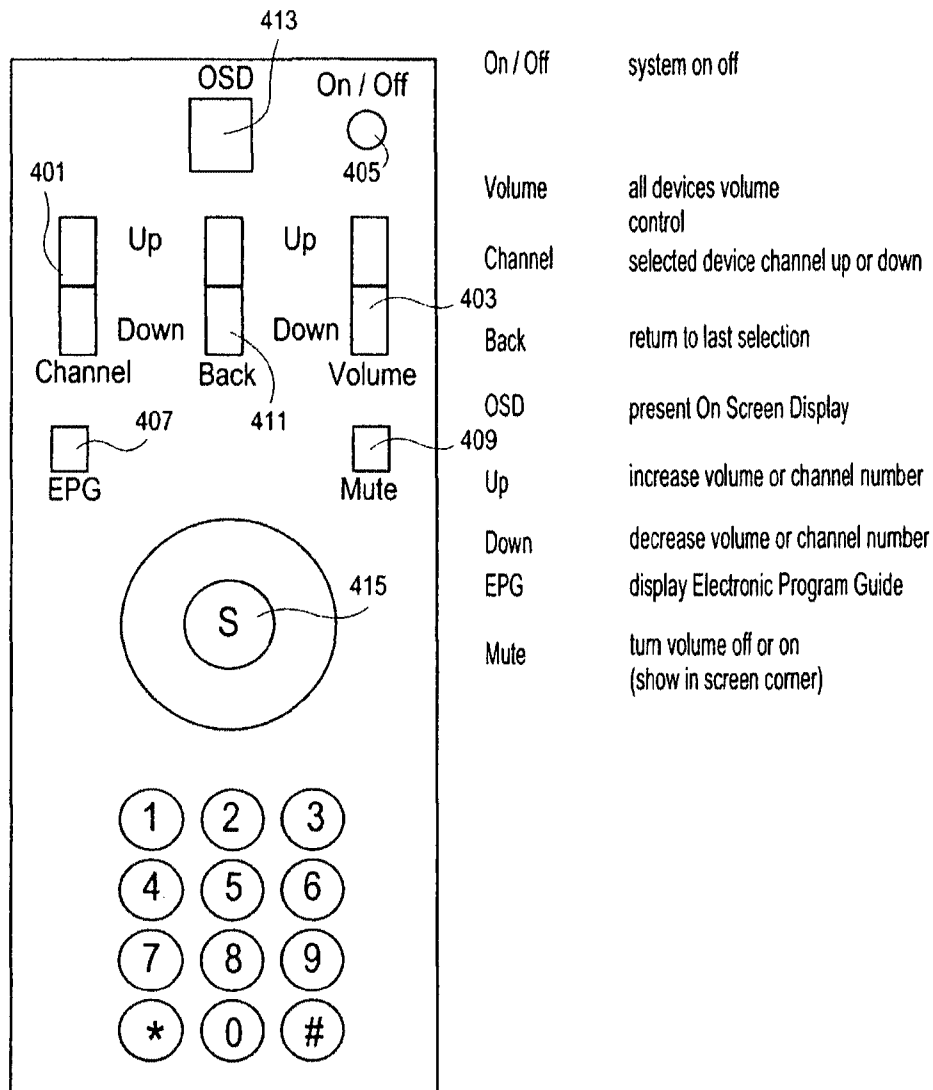 413
OSD
On / Off
405
401
Up
Up
403
Down
Down
Channel
Back
Volume
411
407
409
EPG
Mute
415
S
1 2 3
4 5 6
7 8 9
* 0 #
On / Off system on off
Volume all devices volume
control
Channel selected device channel up or down
Back return to last selection
OSD present On Screen Display
Up increase volume or channel number
Down decrease volume or channel number
EPG display Electronic Program Guide
Mute turn volume off or on
(show in screen corner)